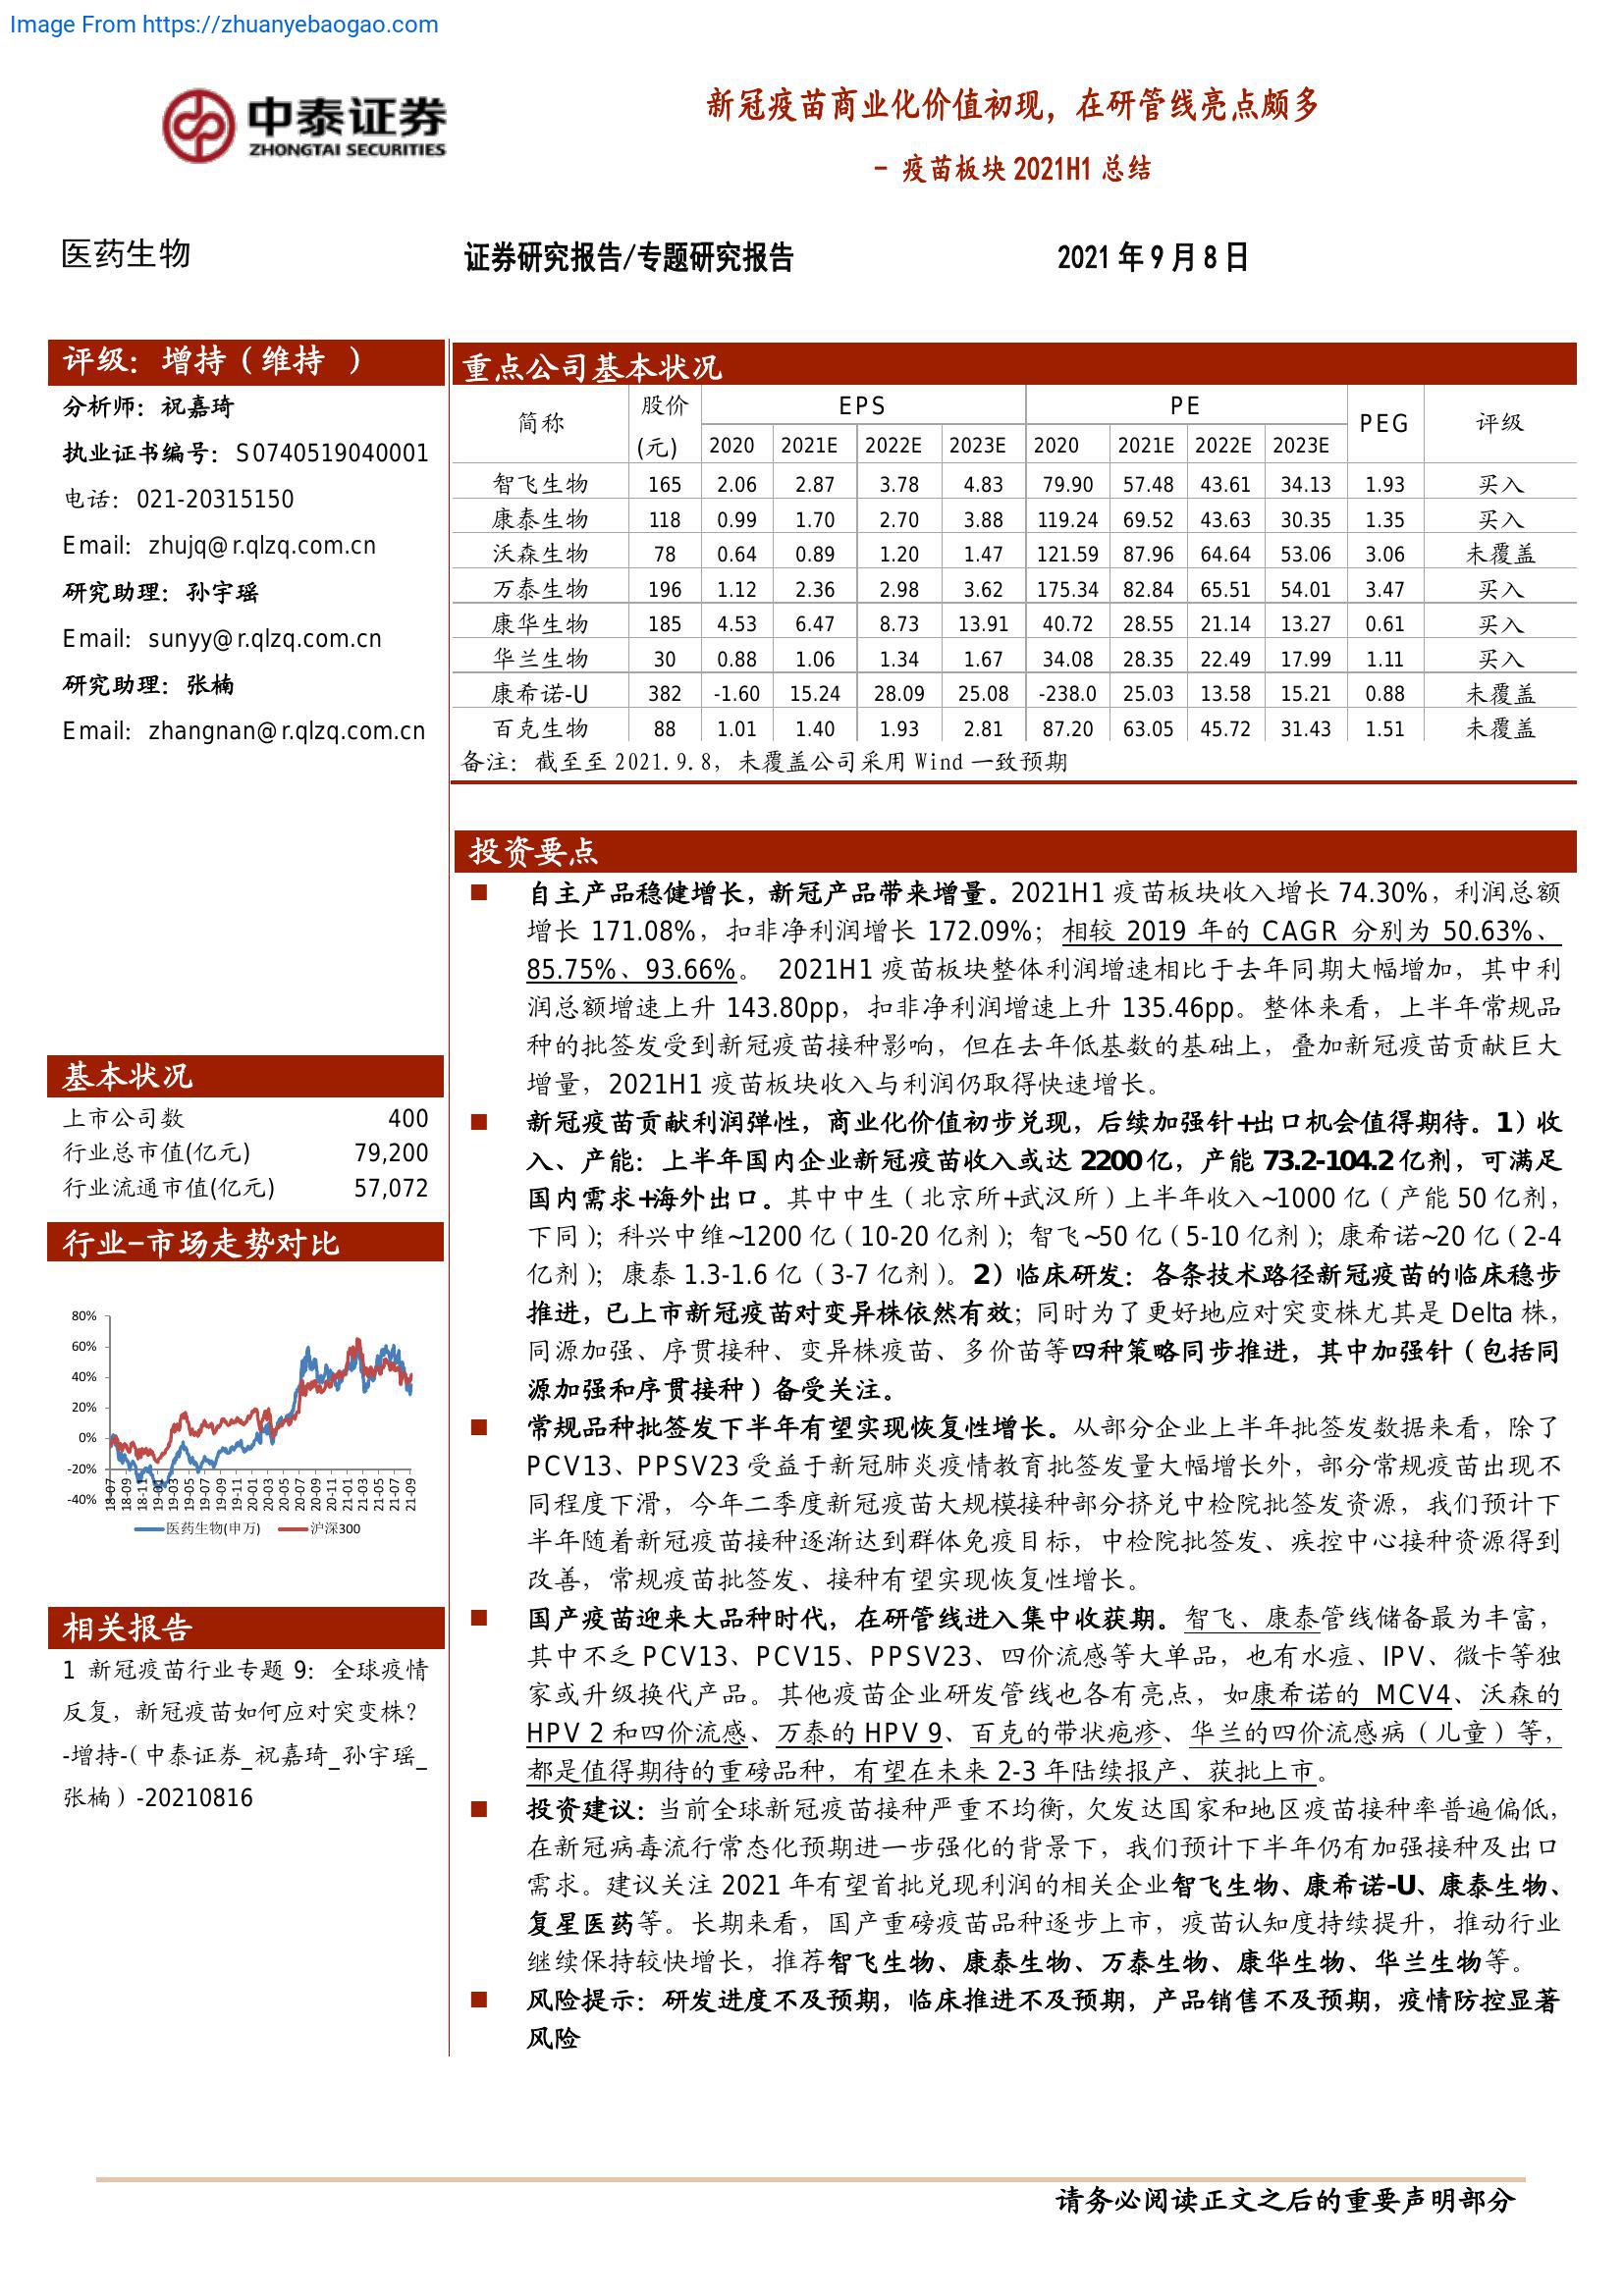 Image From https://zhuanyebaogao.com
中泰证券
ZHONGTAI SECURITIES
新冠疫苗商业化价值初现，在研管线亮点颇多
- 疫苗板块 2021H1 总结
医药生物
证券研究报告/专题研究报告
2021 年 9 月 8 日
评级：增持（维持 ）
分析师：祝嘉琦
执业证书编号：S0740519040001
电话：021-20315150
Email：zhujq@r.qlzq.com.cn
研究助理：孙宇瑶
Email：sunyy@r.qlzq.com.cn
研究助理：张楠
Email：zhangnan@r.qlzq.com.cn
基本状况
上市公司数 400
行业总市值(亿元) 79,200
行业流通市值(亿元) 57,072
行业-市场走势对比
80%
60%
40%
20%
0%
-20%
-40%
18-07 18-09 18-11 19-01 19-03 19-05 19-07 19-09 19-11 20-01 20-03 20-05 20-07 20-09 20-11 21-01 21-03 21-05 21-07 21-09
医药生物(申万) 沪深300
相关报告
1 新冠疫苗行业专题 9：全球疫情
反复，新冠疫苗如何应对突变株？
-增持-（中泰证券_祝嘉琦_孙宇瑶_
张楠）-20210816
重点公司基本状况
简称 股价(元) EPS PE PEG 评级
2020 2021E 2022E 2023E 2020 2021E 2022E 2023E
智飞生物 165 2.06 2.87 3.78 4.83 79.90 57.48 43.61 34.13 1.93 买入
康泰生物 118 0.99 1.70 2.70 3.88 119.24 69.52 43.63 30.35 1.35 买入
沃森生物 78 0.64 0.89 1.20 1.47 121.59 87.96 64.64 53.06 3.06 未覆盖
万泰生物 196 1.12 2.36 2.98 3.62 175.34 82.84 65.51 54.01 3.47 买入
康华生物 185 4.53 6.47 8.73 13.91 40.72 28.55 21.14 13.27 0.61 买入
华兰生物 30 0.88 1.06 1.34 1.67 34.08 28.35 22.49 17.99 1.11 买入
康希诺-U 382 -1.60 15.24 28.09 25.08 -238.0 25.03 13.58 15.21 0.88 未覆盖
百克生物 88 1.01 1.40 1.93 2.81 87.20 63.05 45.72 31.43 1.51 未覆盖
备注：截至至 2021.9.8，未覆盖公司采用 Wind 一致预期
投资要点
■ 自主产品稳健增长，新冠产品带来增量。2021H1 疫苗板块收入增长 74.30%，利润总额
增长 171.08%，扣非净利润增长 172.09%；相较 2019 年的 CAGR 分别为 50.63%、
85.75%、93.66%。 2021H1 疫苗板块整体利润增速相比于去年同期大幅增加，其中利
润总额增速上升 143.80pp，扣非净利润增速上升 135.46pp。整体来看，上半年常规品
种的批签发受到新冠疫苗接种影响，但在去年低基数的基础上，叠加新冠疫苗贡献巨大
增量，2021H1 疫苗板块收入与利润仍取得快速增长。
■ 新冠疫苗贡献利润弹性，商业化价值初步兑现，后续加强针+出口机会值得期待。1）收
入、产能：上半年国内企业新冠疫苗收入或达 2200 亿，产能 73.2-104.2 亿剂，可满足
国内需求+海外出口。其中中生（北京所+武汉所）上半年收入~1000 亿（产能 50 亿剂，
下同）；科兴中维~1200 亿（10-20 亿剂）；智飞~50 亿（5-10 亿剂）；康希诺~20 亿（2-4
亿剂）；康泰 1.3-1.6 亿（3-7 亿剂）。2）临床研发：各条技术路径新冠疫苗的临床稳步
推进，已上市新冠疫苗对变异株依然有效；同时为了更好地应对突变株尤其是 Delta 株，
同源加强、序贯接种、变异株疫苗、多价苗等四种策略同步推进，其中加强针（包括同
源加强和序贯接种）备受关注。
■ 常规品种批签发下半年有望实现恢复性增长。从部分企业上半年批签发数据来看，除了
PCV13、PPSV23 受益于新冠肺炎疫情教育批签发量大幅增长外，部分常规疫苗出现不
同程度下滑，今年二季度新冠疫苗大规模接种部分挤兑中检院批签发资源，我们预计下
半年随着新冠疫苗接种逐渐达到群体免疫目标，中检院批签发、疾控中心接种资源得到
改善，常规疫苗批签发、接种有望实现恢复性增长。
■ 国产疫苗迎来大品种时代，在研管线进入集中收获期。智飞、康泰管线储备最为丰富，
其中不乏 PCV13、PCV15、PPSV23、四价流感等大单品，也有水痘、IPV、微卡等独
家或升级换代产品。其他疫苗企业研发管线也各有亮点，如康希诺的 MCV4、沃森的
HPV 2 和四价流感、万泰的 HPV 9、百克的带状疱疹、华兰的四价流感病（儿童）等，
都是值得期待的重磅品种，有望在未来 2-3 年陆续报产、获批上市。
■ 投资建议：当前全球新冠疫苗接种严重不均衡，欠发达国家和地区疫苗接种率普遍偏低，
在新冠病毒流行常态化预期进一步强化的背景下，我们预计下半年仍有加强接种及出口
需求。建议关注 2021 年有望首批兑现利润的相关企业智飞生物、康希诺-U、康泰生物、
复星医药等。长期来看，国产重磅疫苗品种逐步上市，疫苗认知度持续提升，推动行业
继续保持较快增长，推荐智飞生物、康泰生物、万泰生物、康华生物、华兰生物等。
■ 风险提示：研发进度不及预期，临床推进不及预期，产品销售不及预期，疫情防控显著
风险
请务必阅读正文之后的重要声明部分